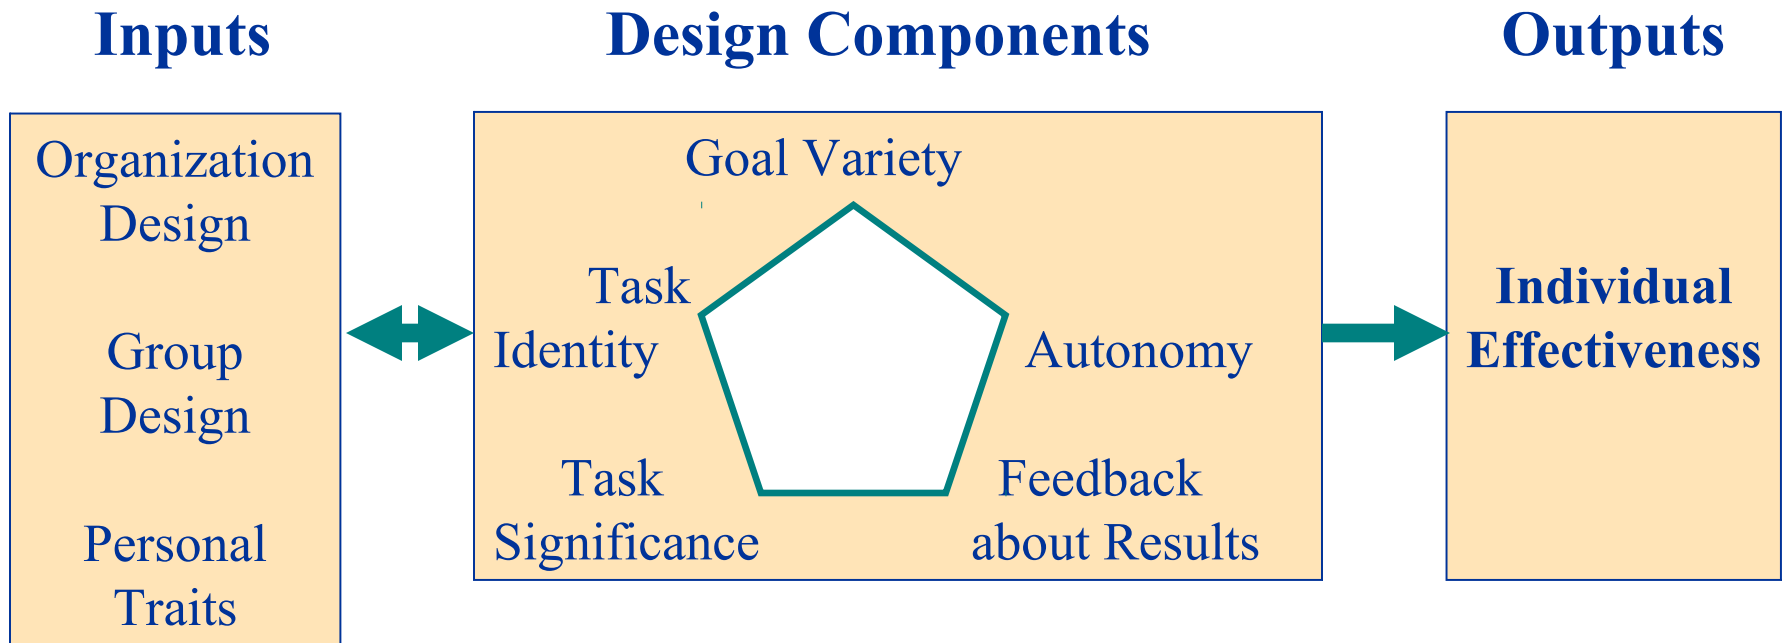 Inputs
Design Components
Outputs
Organization
Design
Group
Design
Personal
Traits
Goal Variety
Task
Identity
Autonomy
Task
Significance
Feedback
about Results
Individual
Effectiveness